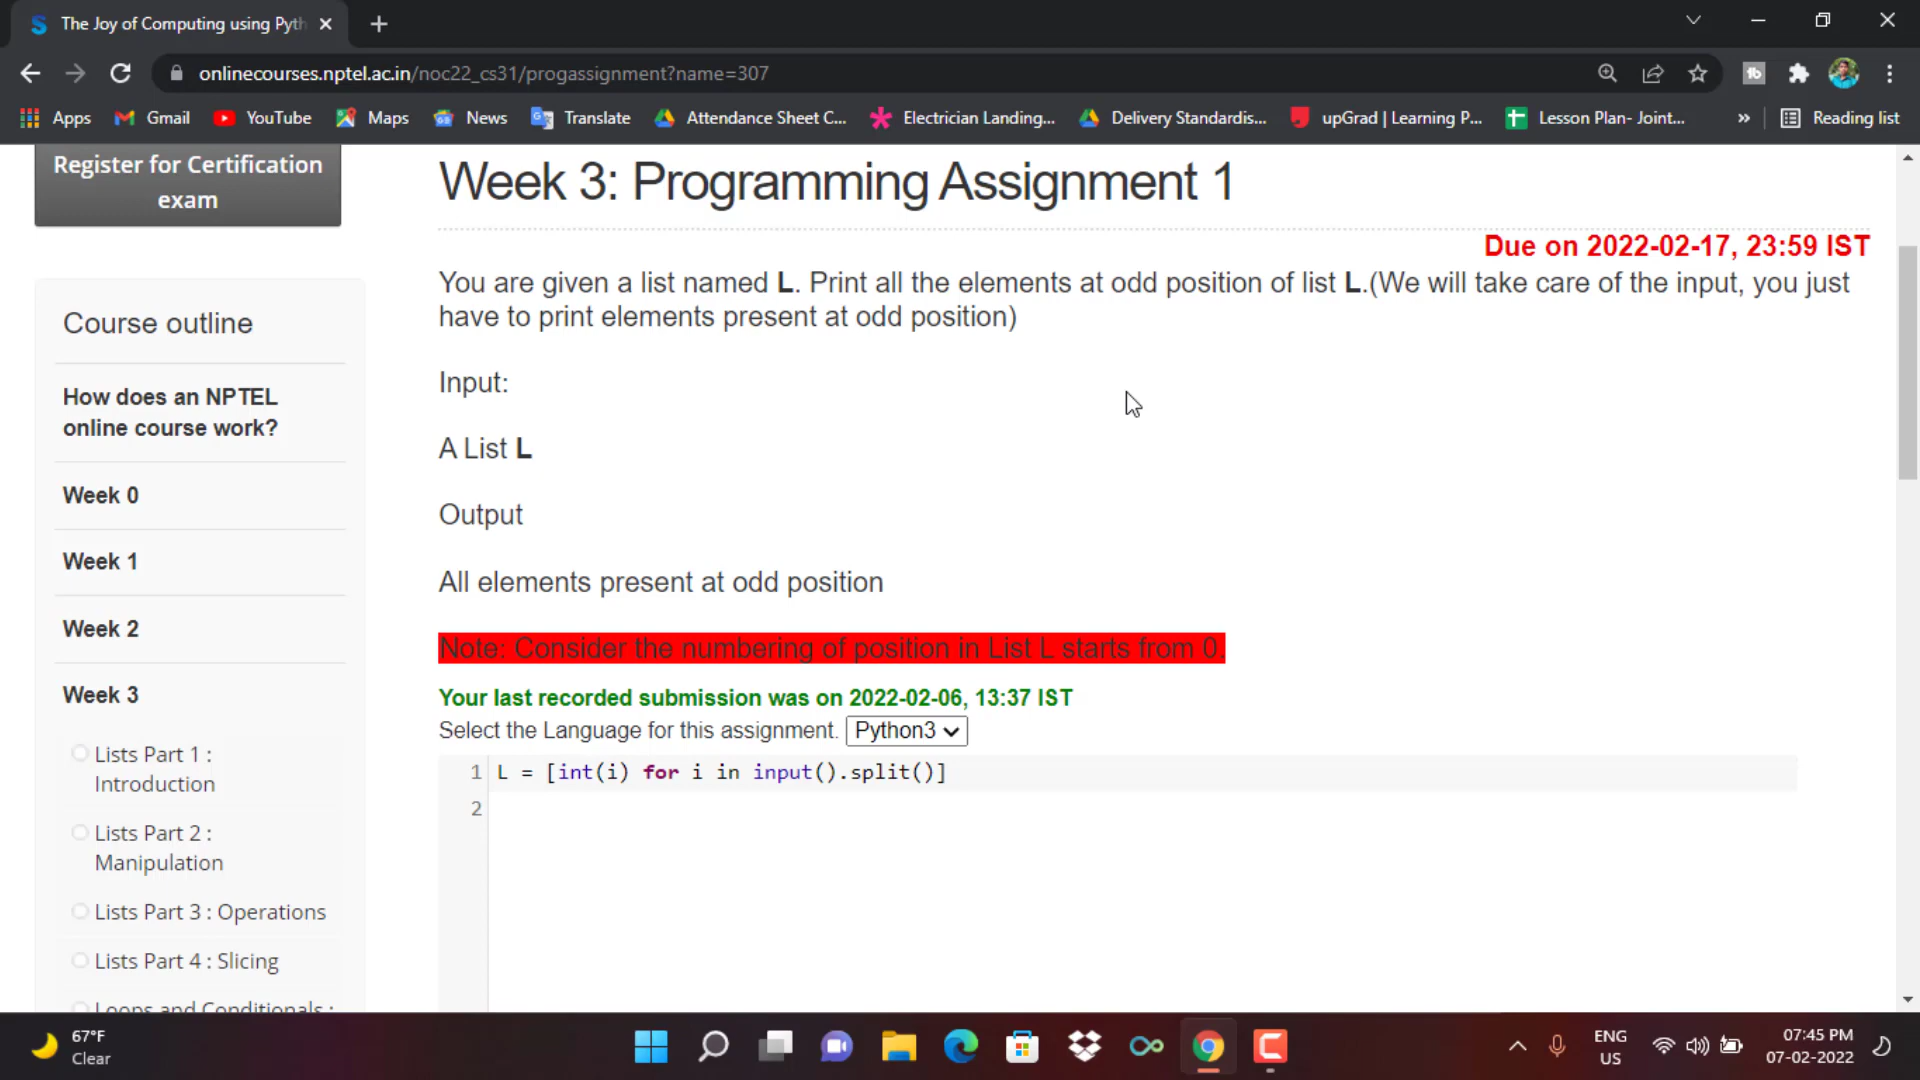 The Joy of Computing using Pyth
onlinecourses.nptel.ac.in/noc22_cs31/progassignment?name=307
Apps Gmail YouTube Maps News Translate Attendance Sheet C... Electrician Landing... Delivery Standardis... upGrad | Learning P... Lesson Plan- Joint... » Reading list
Register for Certification
exam
Course outline
How does an NPTEL
online course work?
Week 0
Week 1
Week 2
Week 3
Lists Part 1 :
Introduction
Lists Part 2 :
Manipulation
Lists Part 3 : Operations
Lists Part 4 : Slicing
Loops and Conditionals :
Week 3: Programming Assignment 1
Due on 2022-02-17, 23:59 IST
You are given a list named L. Print all the elements at odd position of list L.(We will take care of the input, you just
have to print elements present at odd position)
Input:
A List L
Output
All elements present at odd position
Note: Consider the numbering of position in List L starts from 0.
Your last recorded submission was on 2022-02-06, 13:37 IST
Select the Language for this assignment. Python3
1 L = [int(i) for i in input().split()]
2
67°F
Clear
ENG
US
07:45 PM
07-02-2022